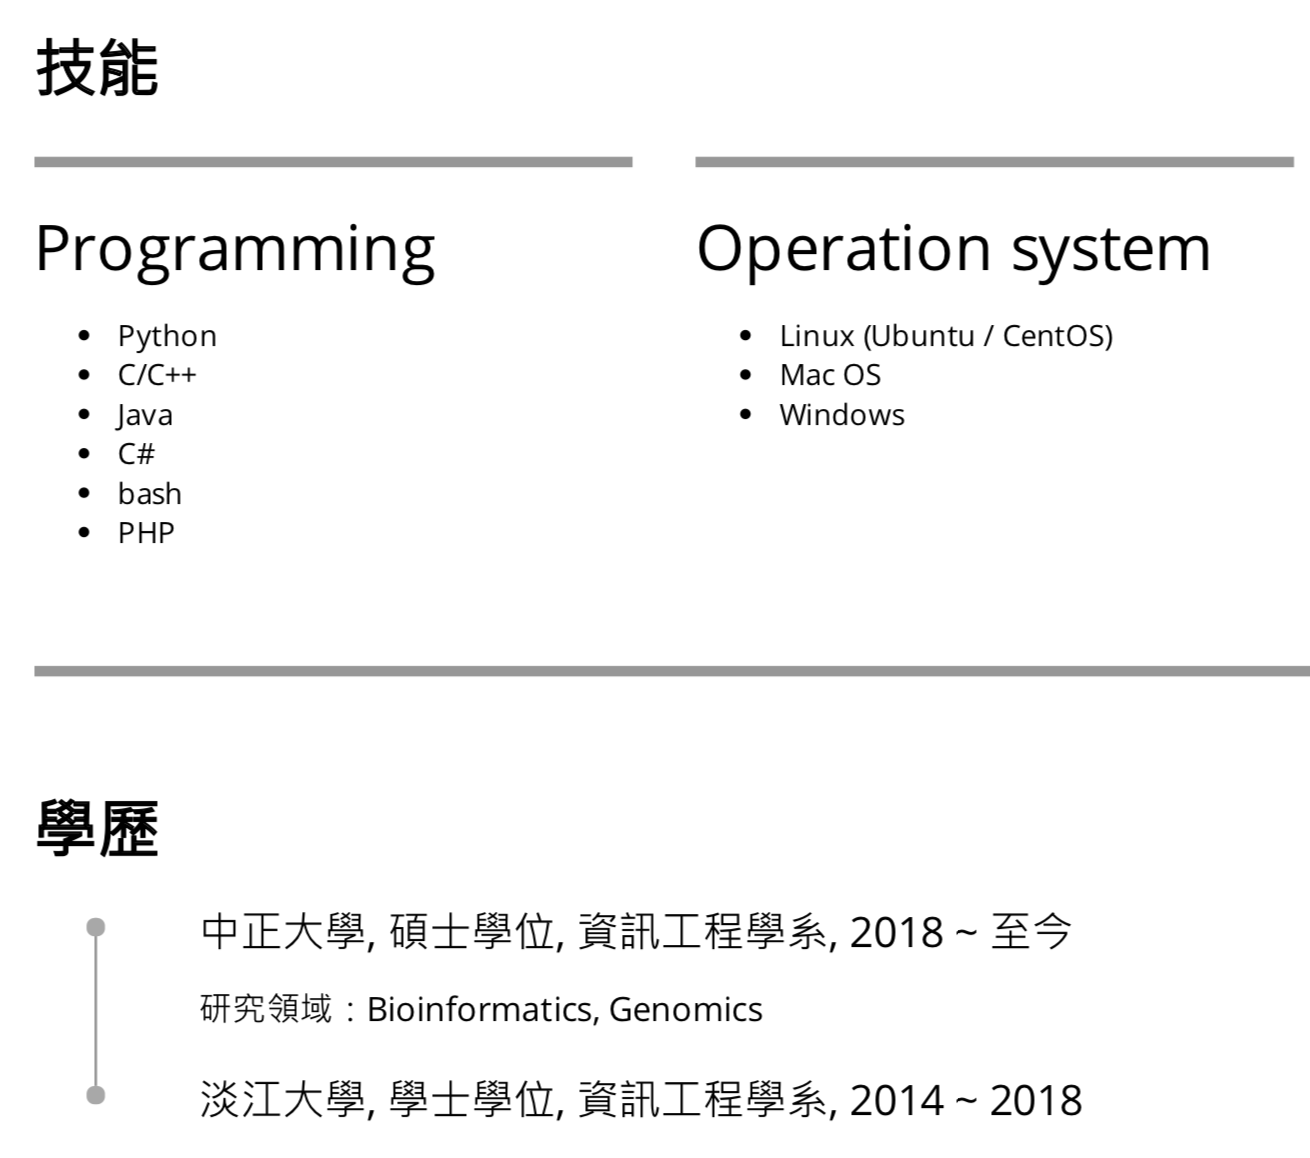 技能
Programming
Python
C/C++
Java
C#
bash
PHP
Operation system
Linux (Ubuntu / CentOS)
Mac OS
Windows
學歷
中正大學, 碩士學位, 資訊工程學系, 2018 ~ 至今
研究領域：Bioinformatics, Genomics
淡江大學, 學士學位, 資訊工程學系, 2014 ~ 2018